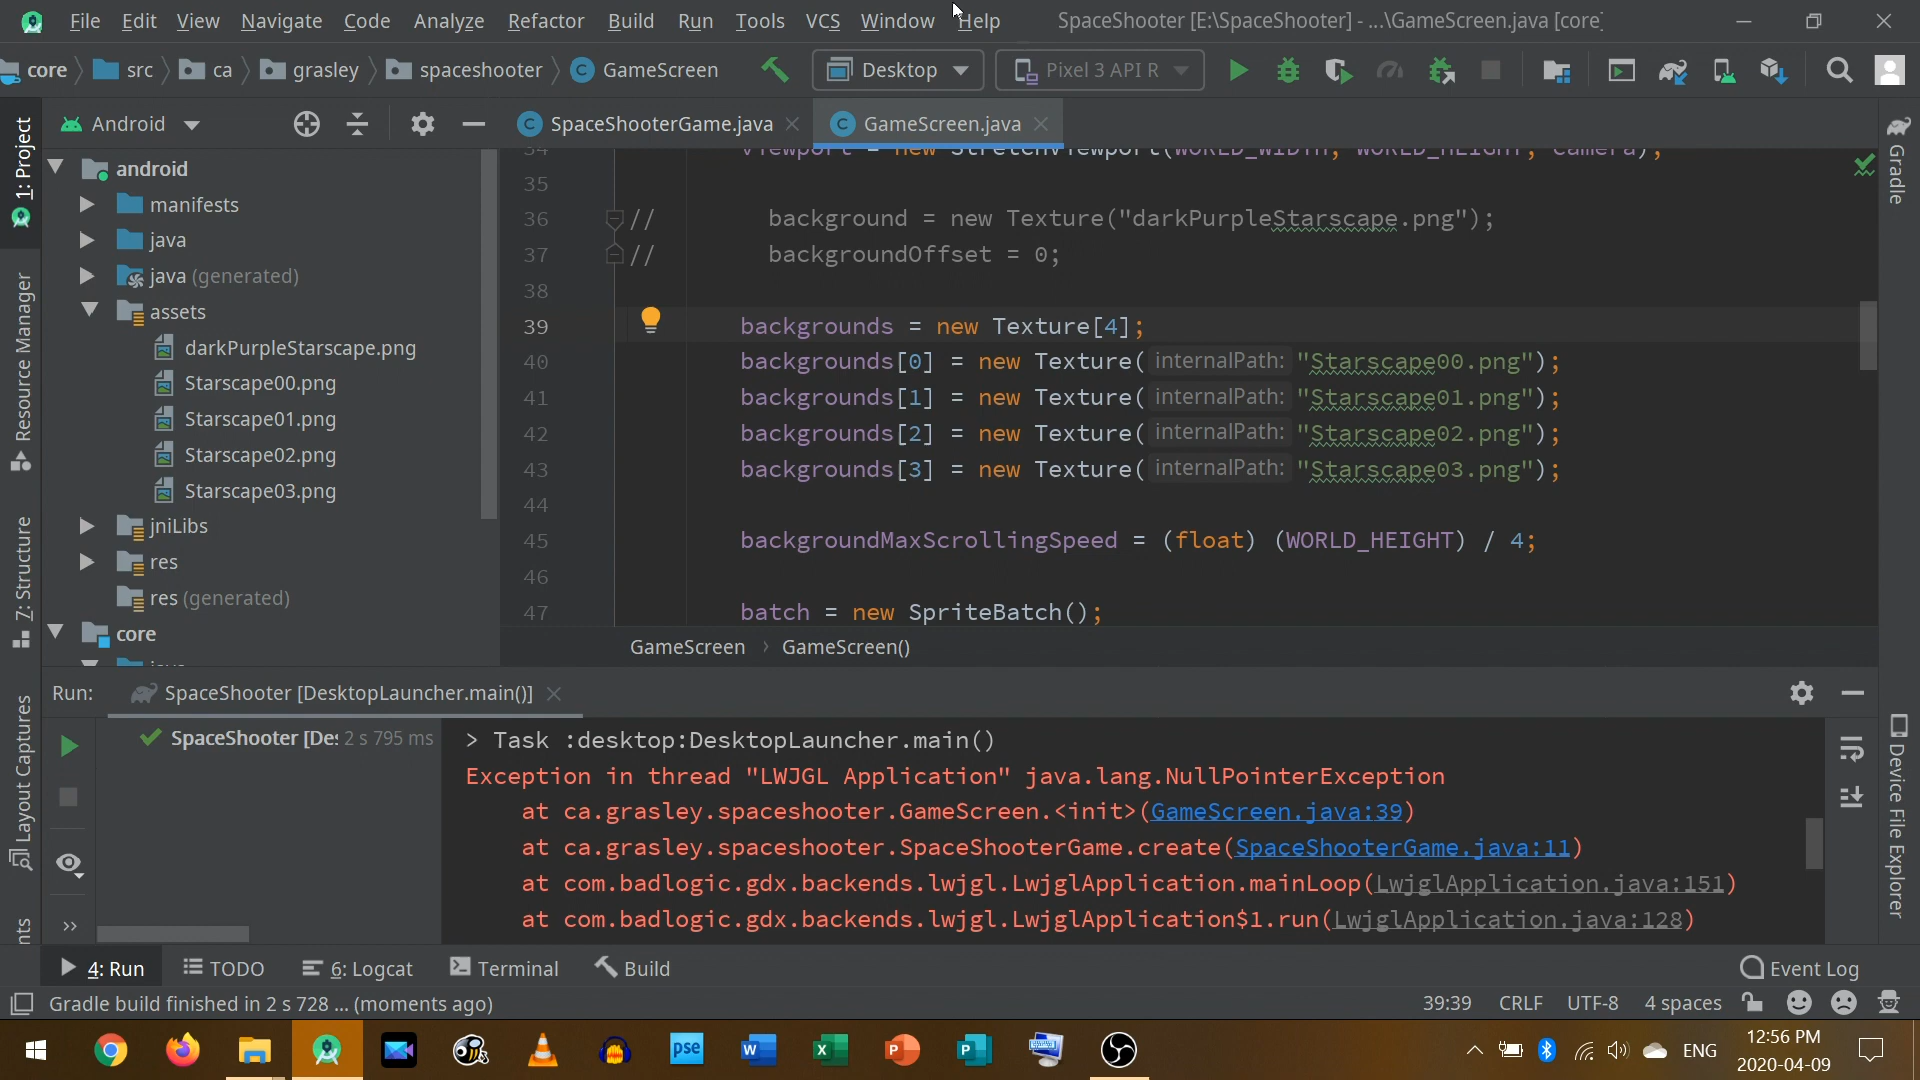 File Edit View Navigate Code Analyze Refactor Build Run Tools VCS Window Help SpaceShooter [E:\SpaceShooter] - ...\GameScreen.java [core]
core src ca grasley spaceshooter GameScreen Desktop Pixel 3 API R
Android SpaceShooterGame.java GameScreen.java
1: Project
Resource Manager
7: Structure
Layout Captures
nts
android
manifests
java
java (generated)
assets
darkPurpleStarscape.png
Starscape00.png
Starscape01.png
Starscape02.png
Starscape03.png
jniLibs
res
res (generated)
core
java
34 viewport = new StretchViewport(WORLD_WIDTH, WORLD_HEIGHT, camera);
35
36 // background = new Texture("darkPurpleStarscape.png");
37 // backgroundOffset = 0;
38
39 backgrounds = new Texture[4];
40 backgrounds[0] = new Texture( internalPath: "Starscape00.png");
41 backgrounds[1] = new Texture( internalPath: "Starscape01.png");
42 backgrounds[2] = new Texture( internalPath: "Starscape02.png");
43 backgrounds[3] = new Texture( internalPath: "Starscape03.png");
44
45 backgroundMaxScrollingSpeed = (float) (WORLD_HEIGHT) / 4;
46
47 batch = new SpriteBatch();
GameScreen › GameScreen()
Gradle
Device File Explorer
Run: SpaceShooter [DesktopLauncher.main()]
SpaceShooter [De: 2 s 795 ms
> Task :desktop:DesktopLauncher.main()
Exception in thread "LWJGL Application" java.lang.NullPointerException
at ca.grasley.spaceshooter.GameScreen.<init>(GameScreen.java:39)
at ca.grasley.spaceshooter.SpaceShooterGame.create(SpaceShooterGame.java:11)
at com.badlogic.gdx.backends.lwjgl.LwjglApplication.mainLoop(LwjglApplication.java:151)
at com.badlogic.gdx.backends.lwjgl.LwjglApplication$1.run(LwjglApplication.java:128)
4: Run TODO 6: Logcat Terminal Build Event Log
Gradle build finished in 2 s 728 ... (moments ago) 39:39 CRLF UTF-8 4 spaces
pse ENG 12:56 PM
2020-04-09